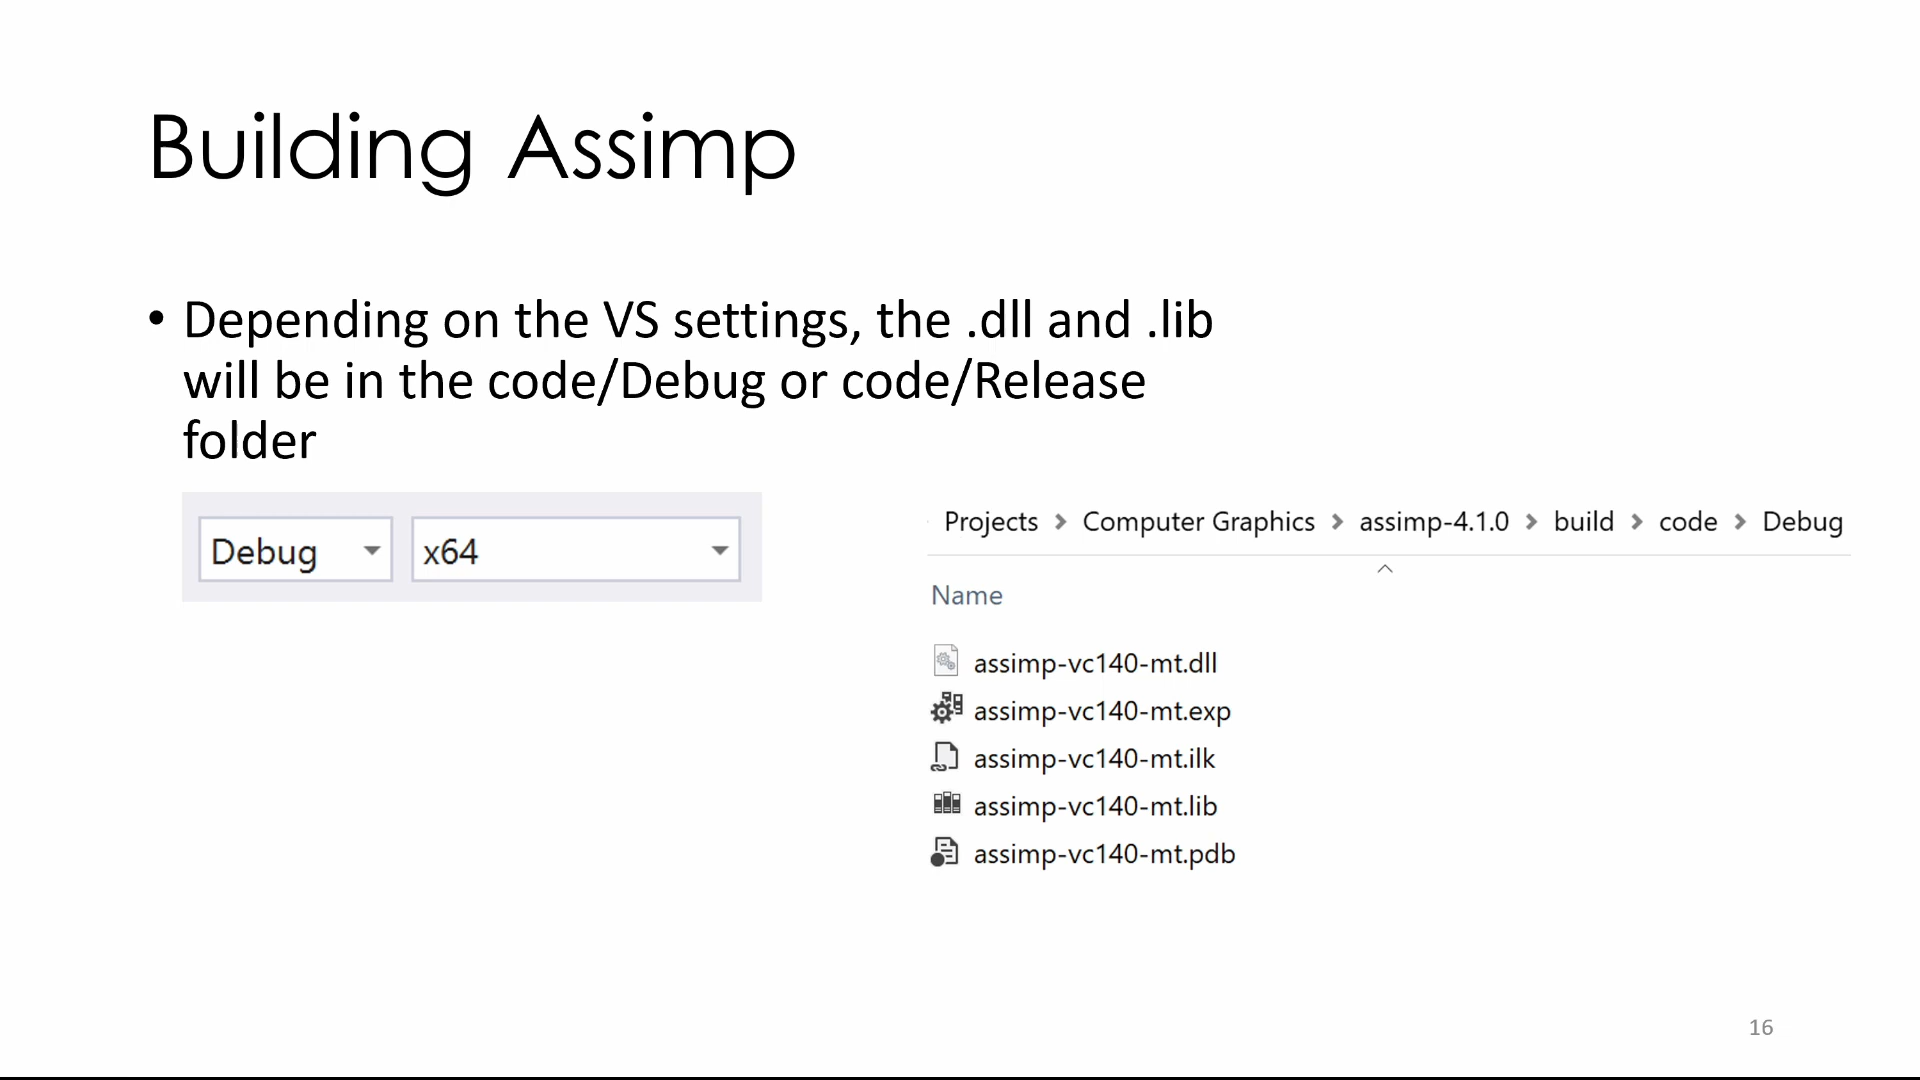 Building Assimp
• Depending on the VS settings, the .dll and .lib
will be in the code/Debug or code/Release
folder
Debug x64
Projects > Computer Graphics > assimp-4.1.0 > build > code > Debug
Name
assimp-vc140-mt.dll
assimp-vc140-mt.exp
assimp-vc140-mt.ilk
assimp-vc140-mt.lib
assimp-vc140-mt.pdb
16